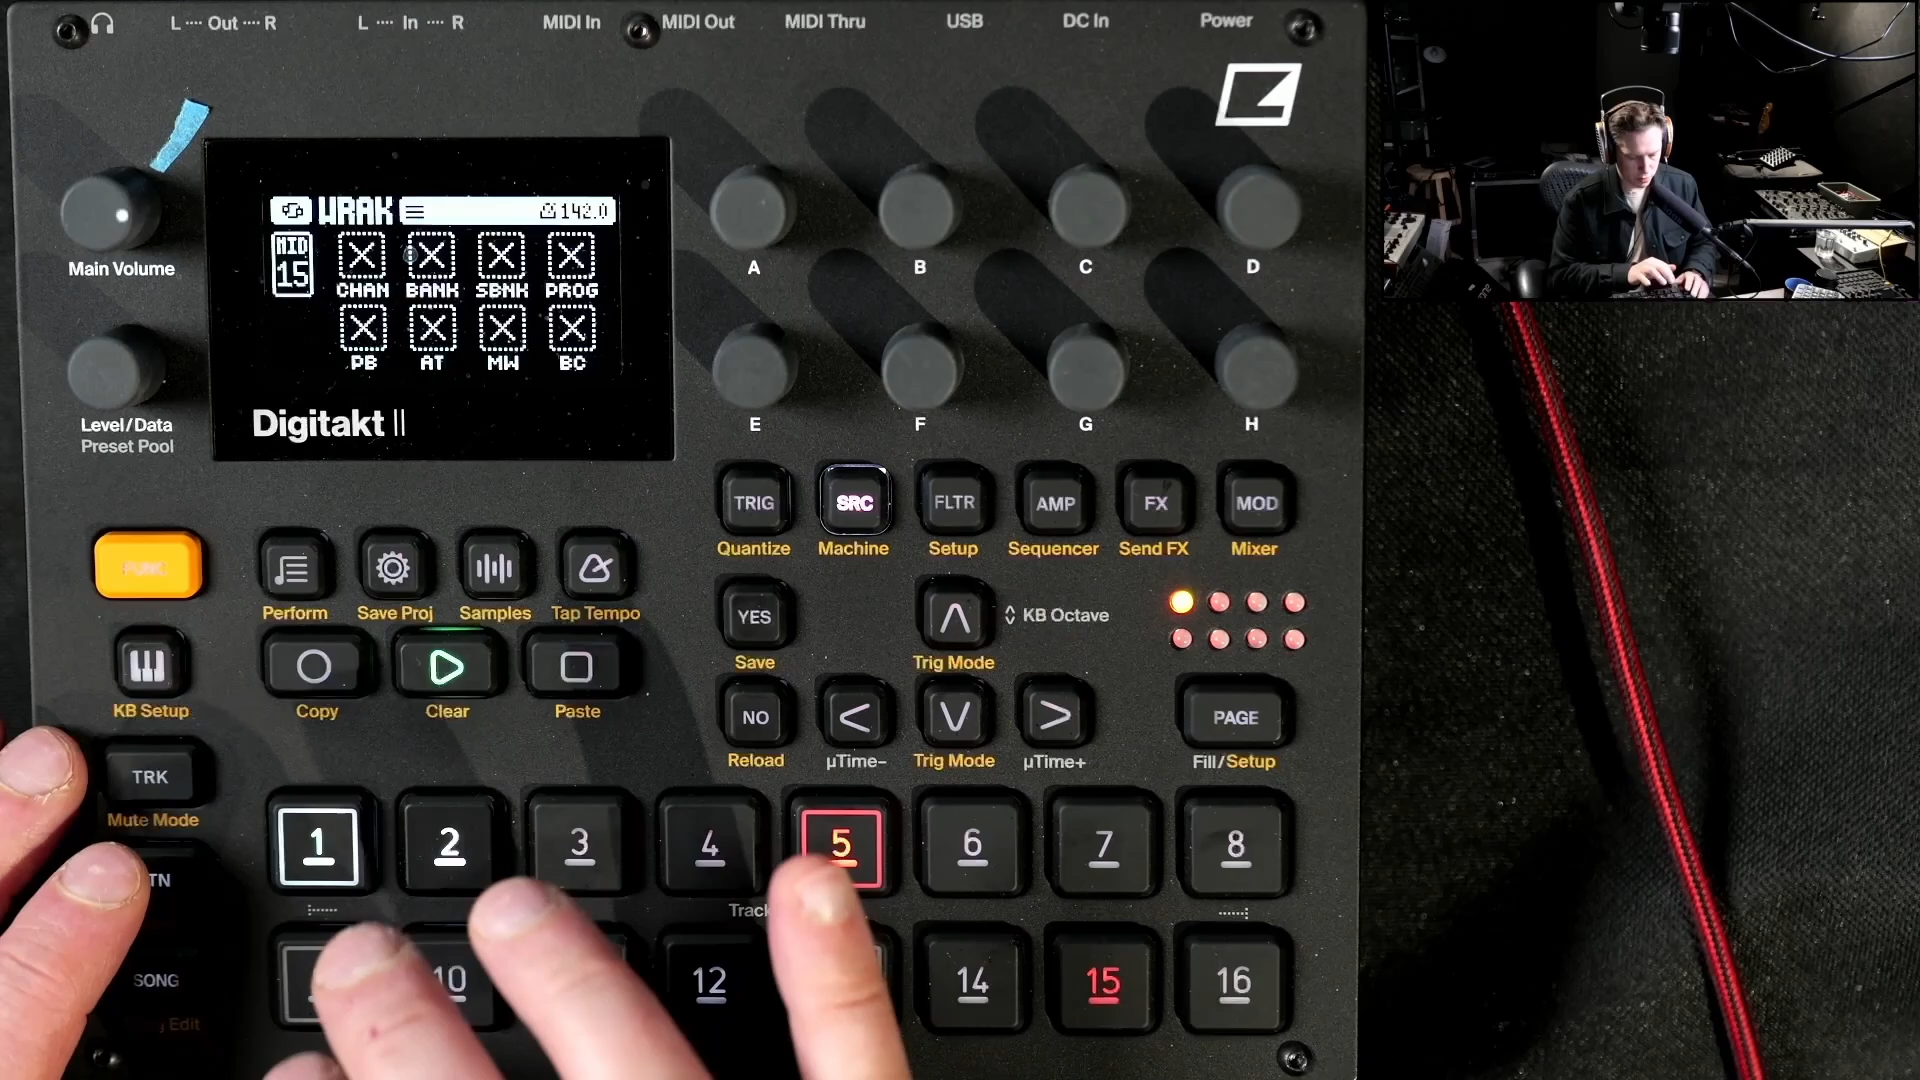 L Out R
L In R
MIDI In
MIDI Out
MIDI Thru
USB
DC In
Power
Main Volume
WRAK 142.0
MID 15
CHAN BANK SBNK PROG
PB AT MW BC
Digitakt II
Level/Data
Preset Pool
A B C D
E F G H
TRIG SRC FLTR AMP FX MOD
Quantize Machine Setup Sequencer Send FX Mixer
FUNC
Perform Save Proj Samples Tap Tempo
YES
KB Octave
Save
Trig Mode
KB Setup
Copy Clear Paste
NO
PAGE
Reload µTime- Trig Mode µTime+ Fill/Setup
TRK
Mute Mode
1 2 3 4 5 6 7 8
SONG
10 12 14 15 16